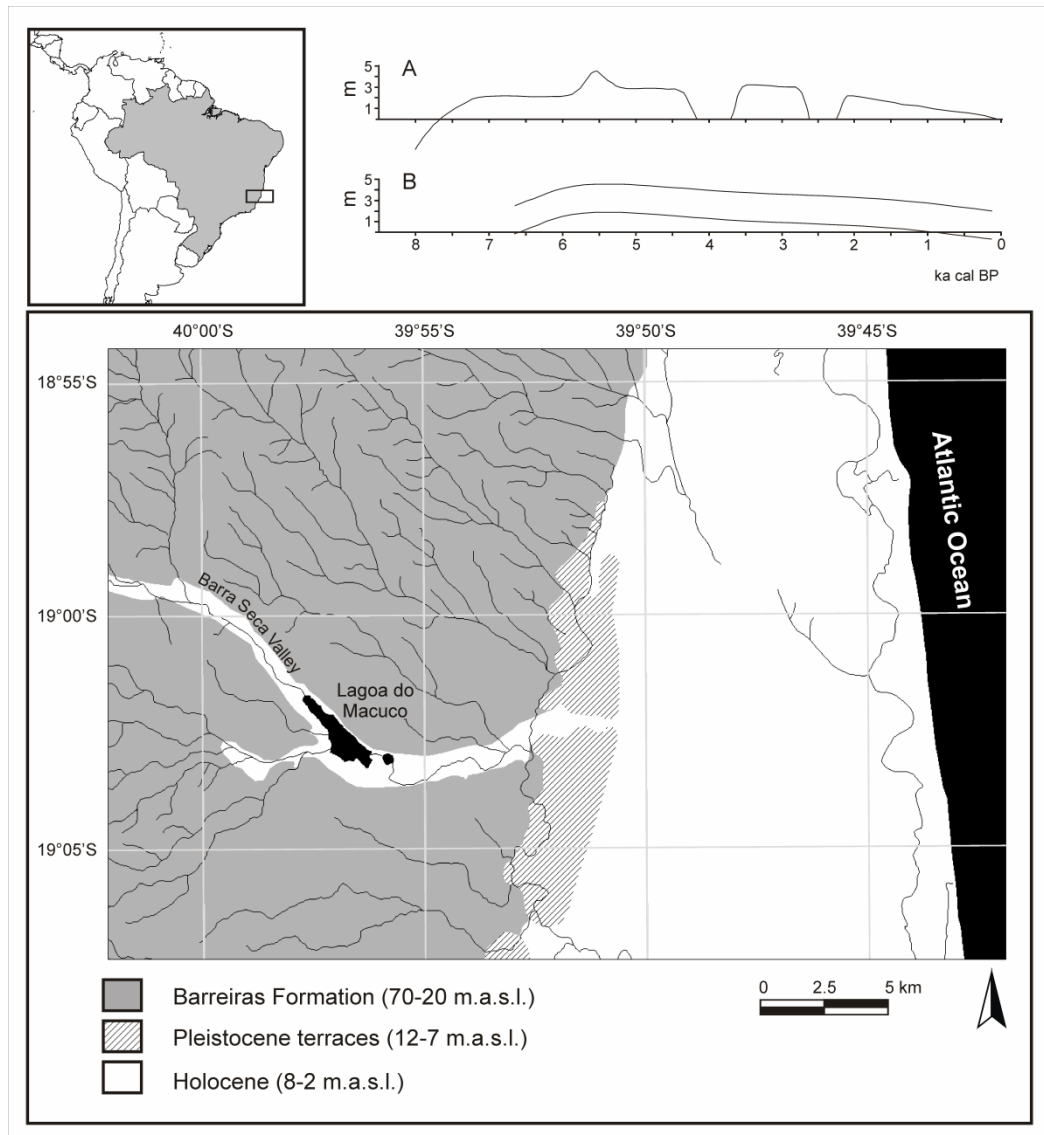 A
5
3
1
m
B
5
3
1
m
8 7 6 5 4 3 2 1 0
ka cal BP
40°00'S 39°55'S 39°50'S 39°45'S
18°55'S
19°00'S
19°05'S
Atlantic Ocean
Barra Seca Valley
Lagoa do
Macuco
Barreiras Formation (70-20 m.a.s.l.)
Pleistocene terraces (12-7 m.a.s.l.)
Holocene (8-2 m.a.s.l.)
0 2.5 5 km